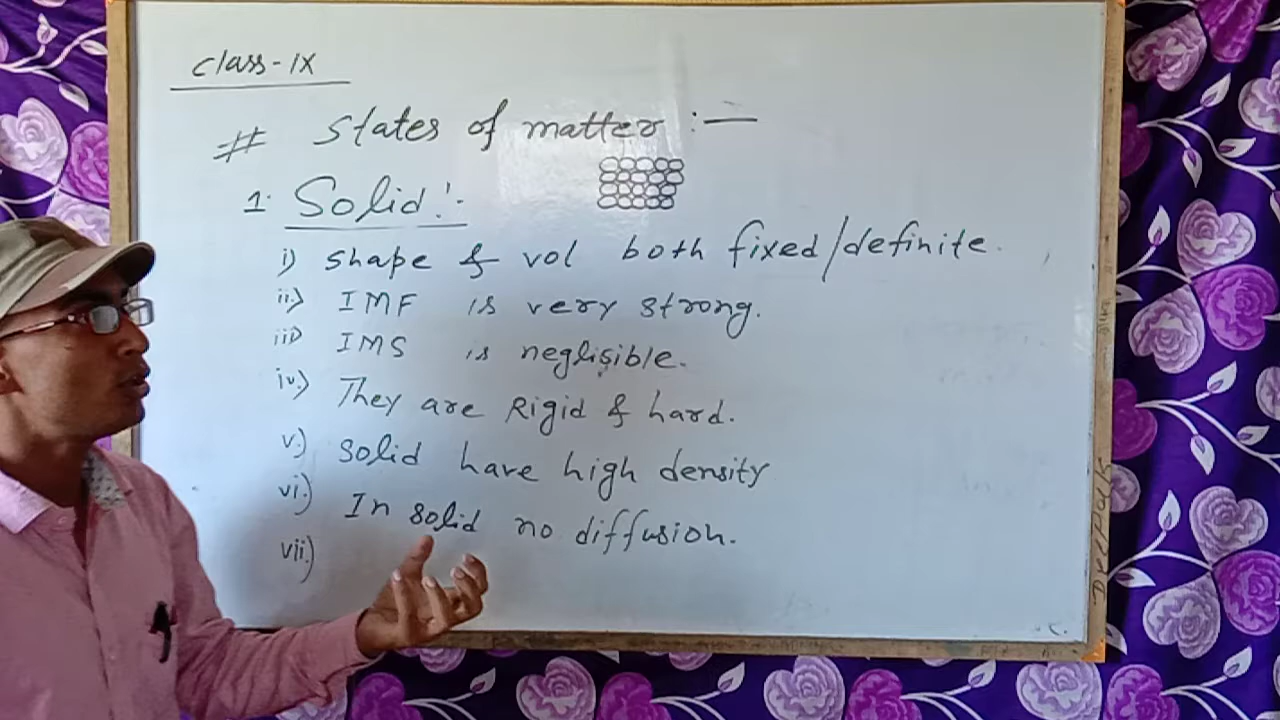 class-IX
# States of matter :—
1. Solid :-
i) shape & vol both fixed/definite.
ii) IMF is very strong.
iii) IMS is neglisible.
iv.) They are Rigid & hard.
v.) solid have high density
vi.) In solid no diffusion.
vii.)